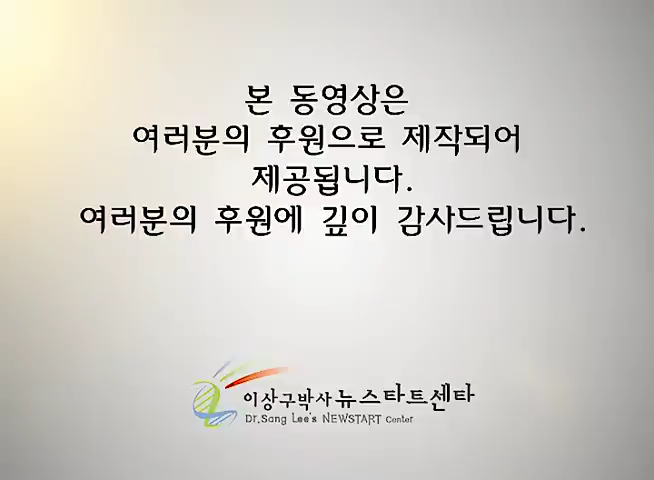 본 동영상은
여러분의 후원으로 제작되어
제공됩니다.
여러분의 후원에 깊이 감사드립니다.
이상구박사 뉴스타트센타
Dr.Sang Lee's NEWSTART Center